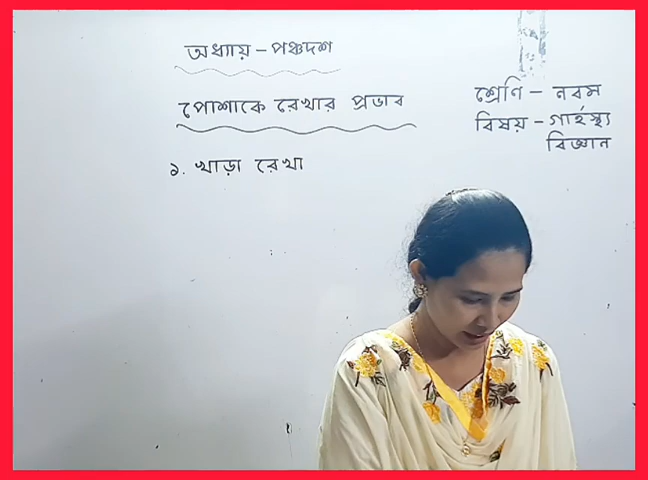 অধ্যায় – পঞ্চদশ
পোশাকে রেখার প্রভাব
১. খাড়া রেখা
শ্রেণি – নবম
বিষয় – গার্হস্থ্য
বিজ্ঞান